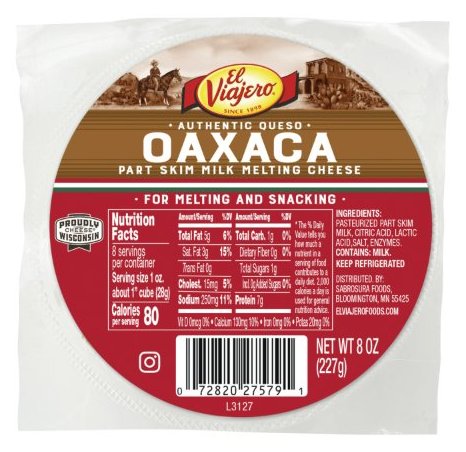 El
Viajero®
SINCE 1898
• AUTHENTIC QUESO •
OAXACA
PART SKIM MILK MELTING CHEESE
• FOR MELTING AND SNACKING •
PROUDLY
WISCONSIN
CHEESE®
Nutrition
Facts
8 servings
per container
Serving size 1 oz.
about 1" cube (28g)
Calories
per serving 80
Amount/Serving %DV Amount/Serving %DV
Total Fat 5g 6% Total Carb. 1g 0%
Sat. Fat 3g 15% Dietary Fiber 0g 0%
Trans Fat 0g Total Sugars 1g
Cholest. 15mg 5% Incl. 0g Added Sugars 0%
Sodium 250mg 11% Protein 7g
Vit D 0mcg 0% • Calcium 130mg 10% • Iron 0mg 0% • Potas 20mg 0%
* The % Daily
Value tells you
how much a
nutrient in a
serving of food
contributes to a
daily diet. 2,000
calories a day is
used for general
nutrition advice.
INGREDIENTS:
PASTEURIZED PART SKIM
MILK, CITRIC ACID, LACTIC
ACID, SALT, ENZYMES.
CONTAINS: MILK.
KEEP REFRIGERATED
DISTRIBUTED. BY:
SABROSURA FOODS,
BLOOMINGTON, MN 55425
ELVIAJEROFOODS.COM
NET WT 8 OZ
(227g)
0 72820 27579 1
L3127